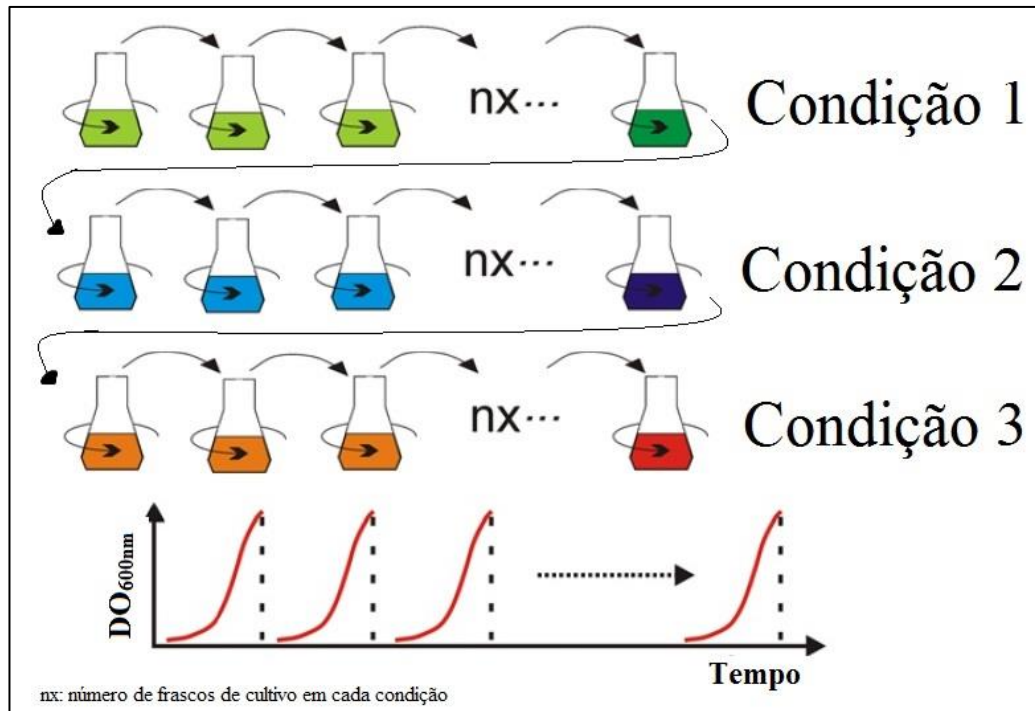 nx... Condição 1
nx... Condição 2
nx... Condição 3
DO600nm
Tempo
nx: número de frascos de cultivo em cada condição